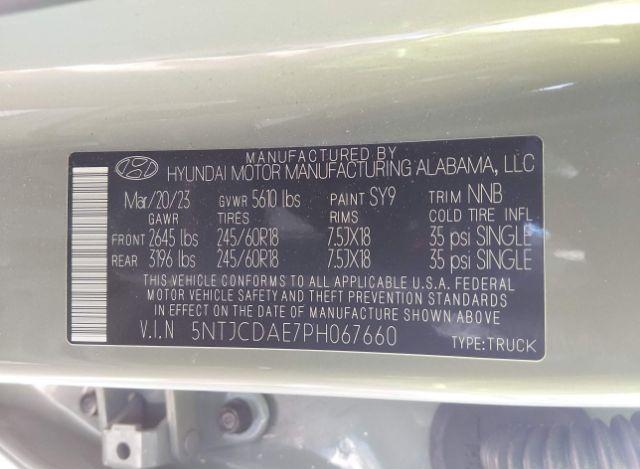 MANUFACTURED BY
HYUNDAI MOTOR MANUFACTURING ALABAMA, LLC
Mar/20/23 GVWR 5610 lbs PAINT SY9 TRIM NNB
GAWR TIRES RIMS COLD TIRE INFL
FRONT 2645 lbs 245/60R18 7.5JX18 35 psi SINGLE
REAR 3196 lbs 245/60R18 7.5JX18 35 psi SINGLE
THIS VEHICLE CONFORMS TO ALL APPLICABLE U.S.A. FEDERAL
MOTOR VEHICLE SAFETY AND THEFT PREVENTION STANDARDS
IN EFFECT ON THE DATE OF MANUFACTURE SHOWN ABOVE.
V.I.N 5NTJCDAE7PH067660 TYPE:TRUCK